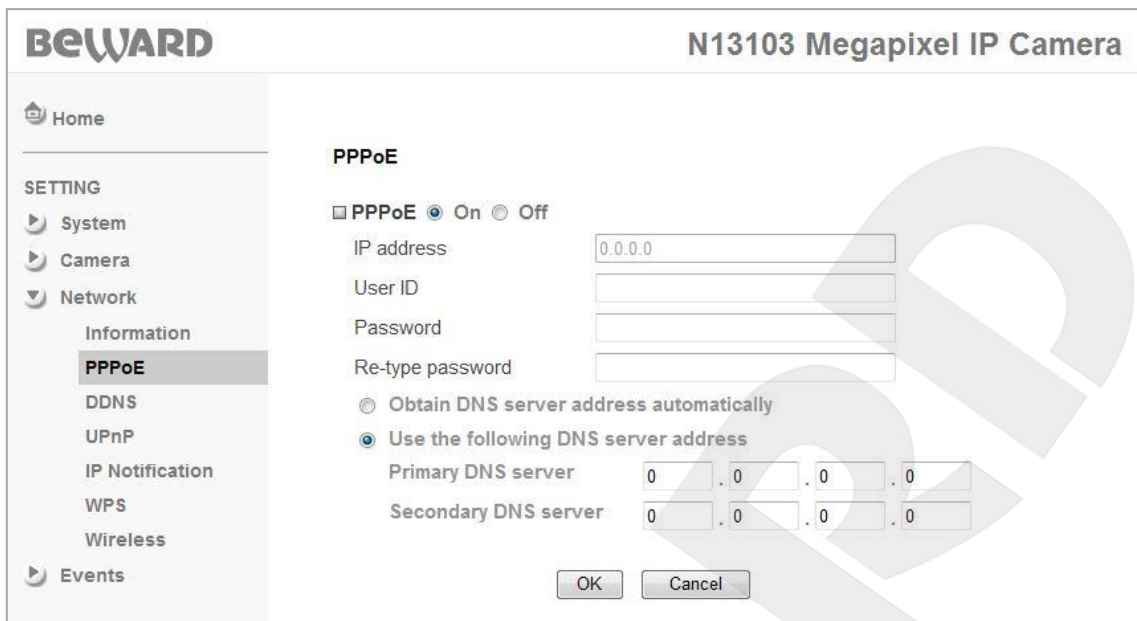 BEWARD
N13103 Megapixel IP Camera
Home
SETTING
System
Camera
Network
Information
PPPoE
DDNS
UPnP
IP Notification
WPS
Wireless
Events
PPPoE
PPPoE On Off
IP address 0.0.0.0
User ID
Password
Re-type password
Obtain DNS server address automatically
Use the following DNS server address
Primary DNS server 0 . 0 . 0 . 0
Secondary DNS server 0 . 0 . 0 . 0
OK Cancel
RD